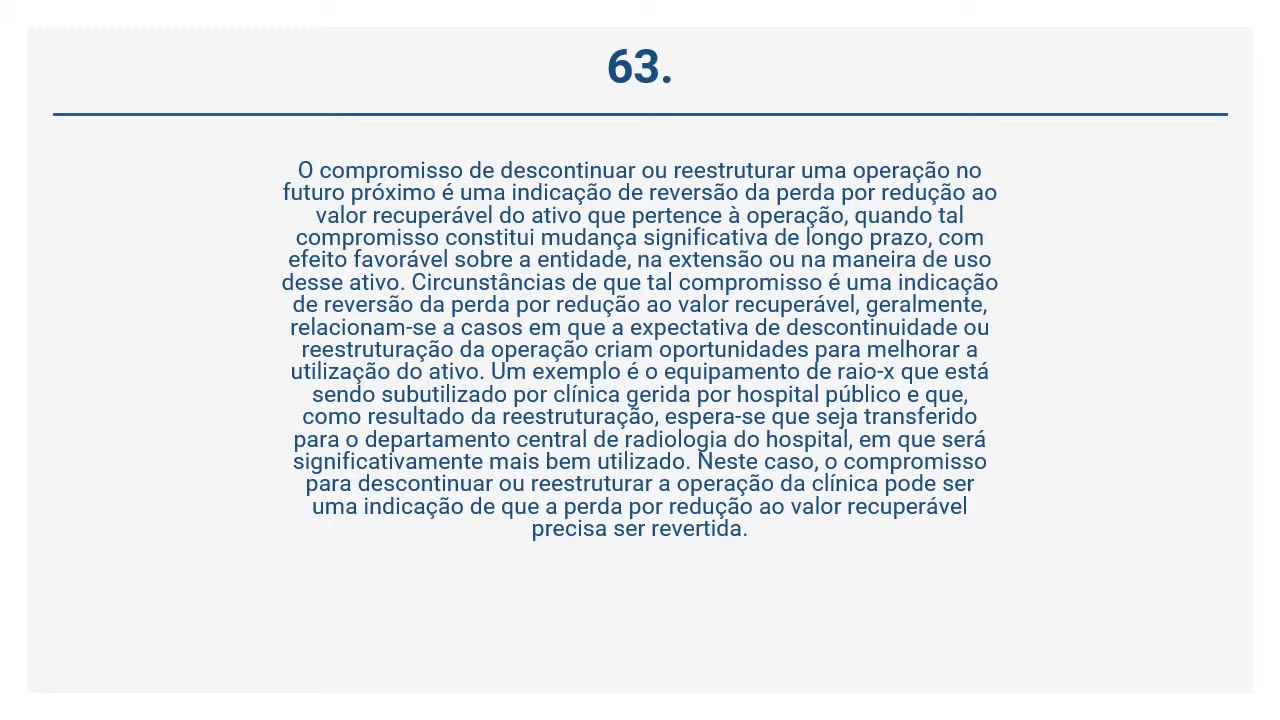 63.
O compromisso de descontinuar ou reestruturar uma operação no
futuro próximo é uma indicação de reversão da perda por redução ao
valor recuperável do ativo que pertence à operação, quando tal
compromisso constitui mudança significativa de longo prazo, com
efeito favorável sobre a entidade, na extensão ou na maneira de uso
desse ativo. Circunstâncias de que tal compromisso é uma indicação
de reversão da perda por redução ao valor recuperável, geralmente,
relacionam-se a casos em que a expectativa de descontinuidade ou
reestruturação da operação criam oportunidades para melhorar a
utilização do ativo. Um exemplo é o equipamento de raio-x que está
sendo subutilizado por clínica gerida por hospital público e que,
como resultado da reestruturação, espera-se que seja transferido
para o departamento central de radiologia do hospital, em que será
significativamente mais bem utilizado. Neste caso, o compromisso
para descontinuar ou reestruturar a operação da clínica pode ser
uma indicação de que a perda por redução ao valor recuperável
precisa ser revertida.